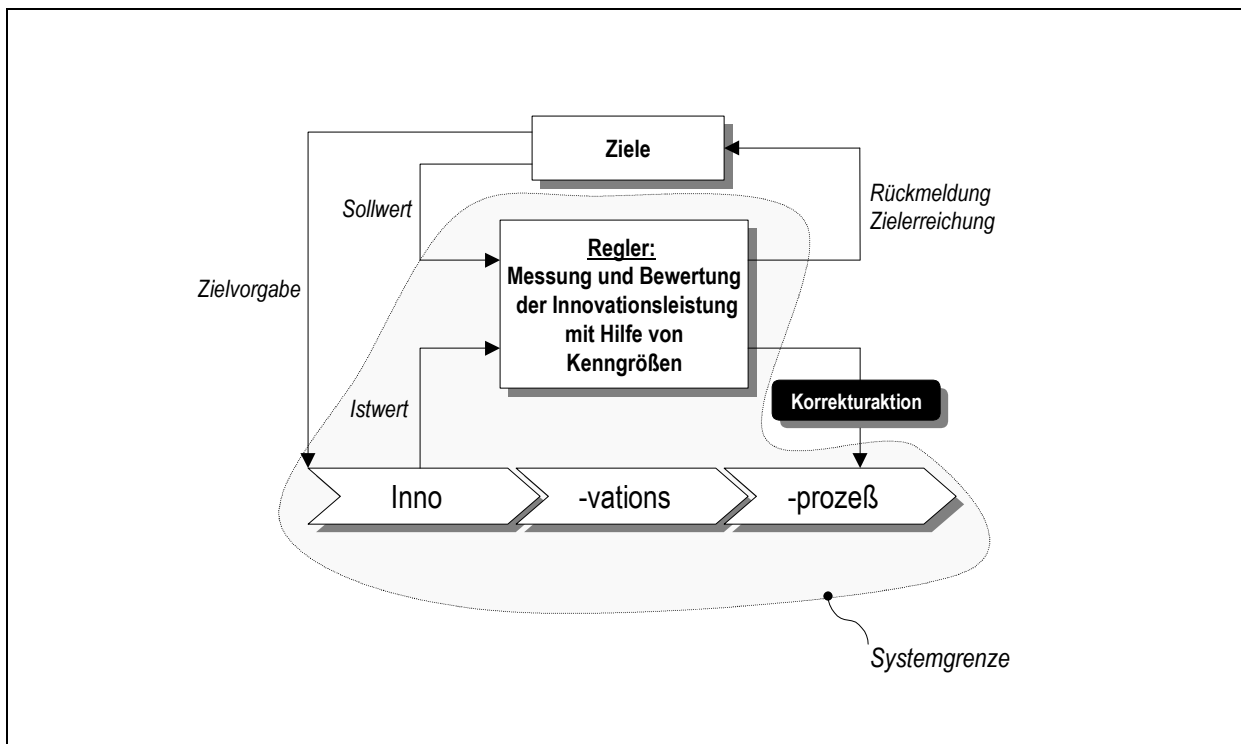 Ziele
Sollwert
Rückmeldung
Zielerreichung
Regler:
Messung und Bewertung
der Innovationsleistung
mit Hilfe von
Kenngrößen
Zielvorgabe
Istwert
Korrekturaktion
Inno -vations -prozeß
Systemgrenze